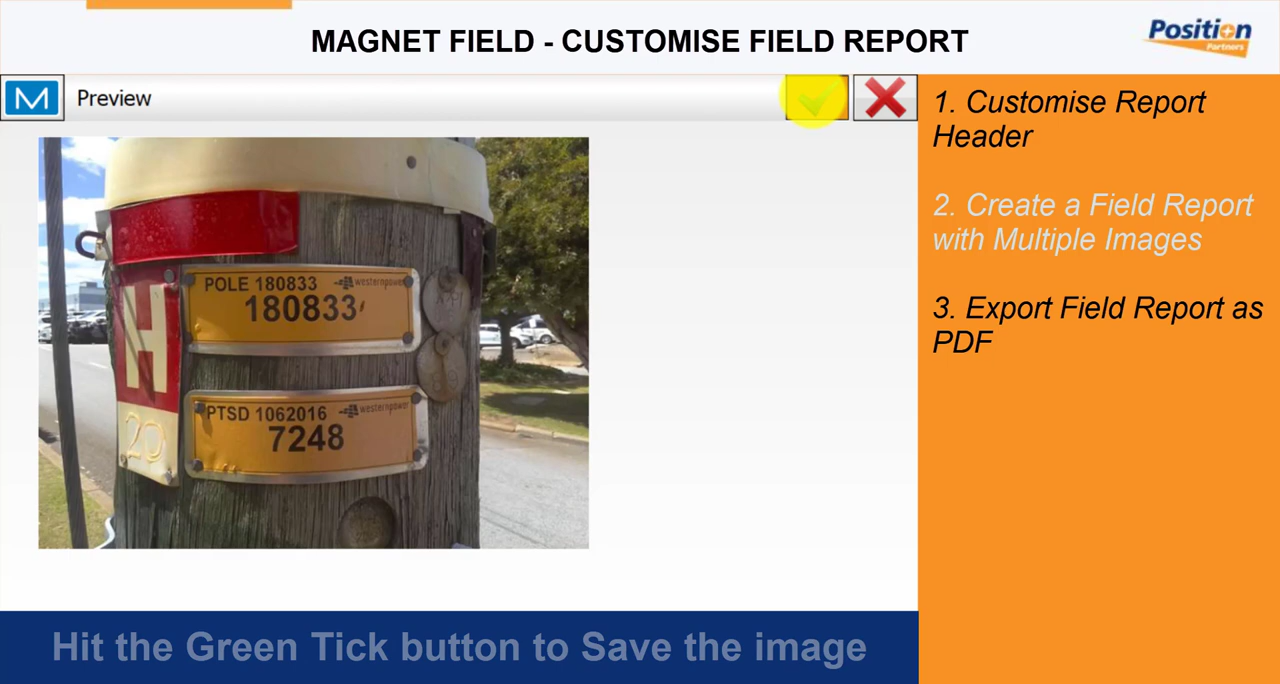 MAGNET FIELD - CUSTOMISE FIELD REPORT
Position
Partners
Preview
1. Customise Report
Header
2. Create a Field Report
with Multiple Images
3. Export Field Report as
PDF
POLE 180833 westernpower
180833
H
20
PTSD 1062016 westernpower
7248
Hit the Green Tick button to Save the image